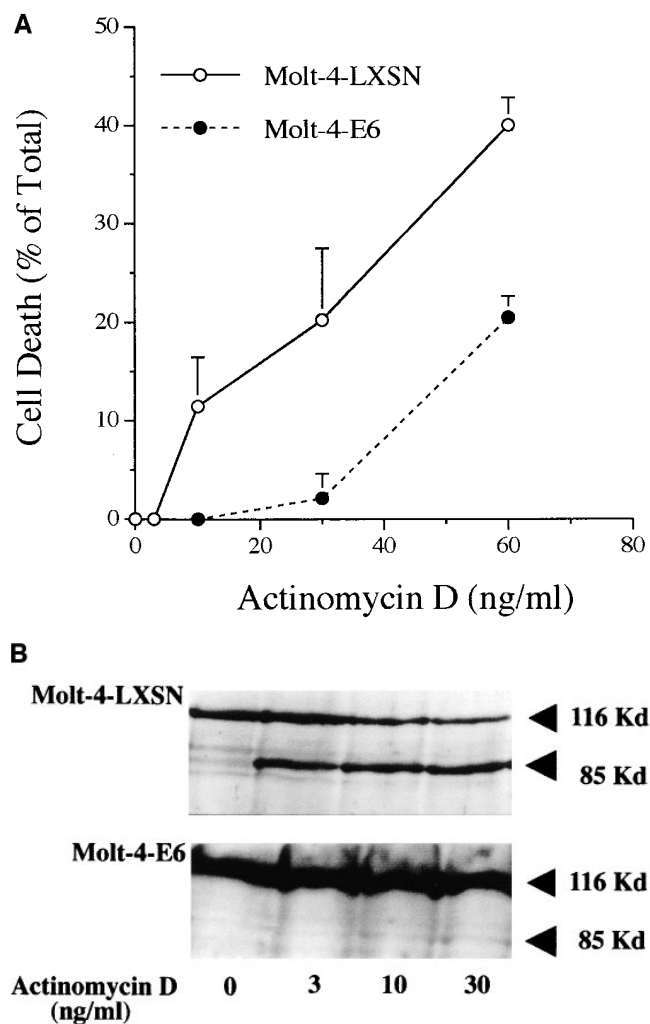 A
50
40
30
20
10
0
Cell Death (% of Total)
Molt-4-LXSN
Molt-4-E6
0 20 40 60 80
Actinomycin D (ng/ml)
B
Molt-4-LXSN
116 Kd
85 Kd
Molt-4-E6
116 Kd
85 Kd
Actinomycin D 0 3 10 30
(ng/ml)